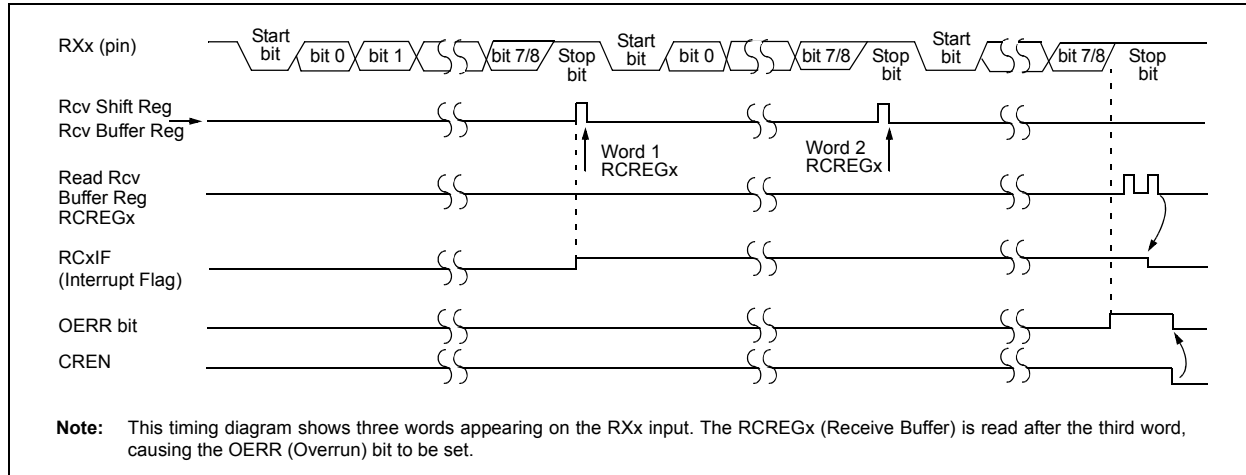 RXx (pin)
Start bit
bit 0
bit 1
bit 7/8
Stop bit
Start bit
bit 0
bit 7/8
Stop bit
Start bit
bit 7/8
Stop bit
Rcv Shift Reg
Rcv Buffer Reg
Word 1
RCREGx
Word 2
RCREGx
Read Rcv
Buffer Reg
RCREGx
RCxIF
(Interrupt Flag)
OERR bit
CREN
Note: This timing diagram shows three words appearing on the RXx input. The RCREGx (Receive Buffer) is read after the third word,
causing the OERR (Overrun) bit to be set.